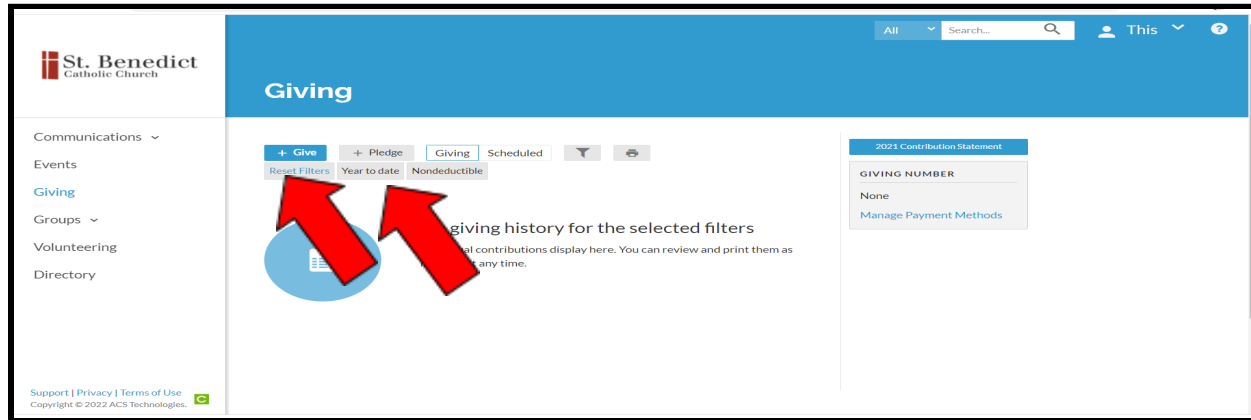 St. Benedict
Catholic Church
All Search... This ?
Giving
Communications
Events
Giving
Groups
Volunteering
Directory
+ Give + Pledge Giving Scheduled
Reset Filters Year to date Nondeductible
giving history for the selected filters
contributions display here. You can review and print them as
any time.
2021 Contribution Statement
GIVING NUMBER
None
Manage Payment Methods
Support | Privacy | Terms of Use
Copyright © 2022 ACS Technologies.
C